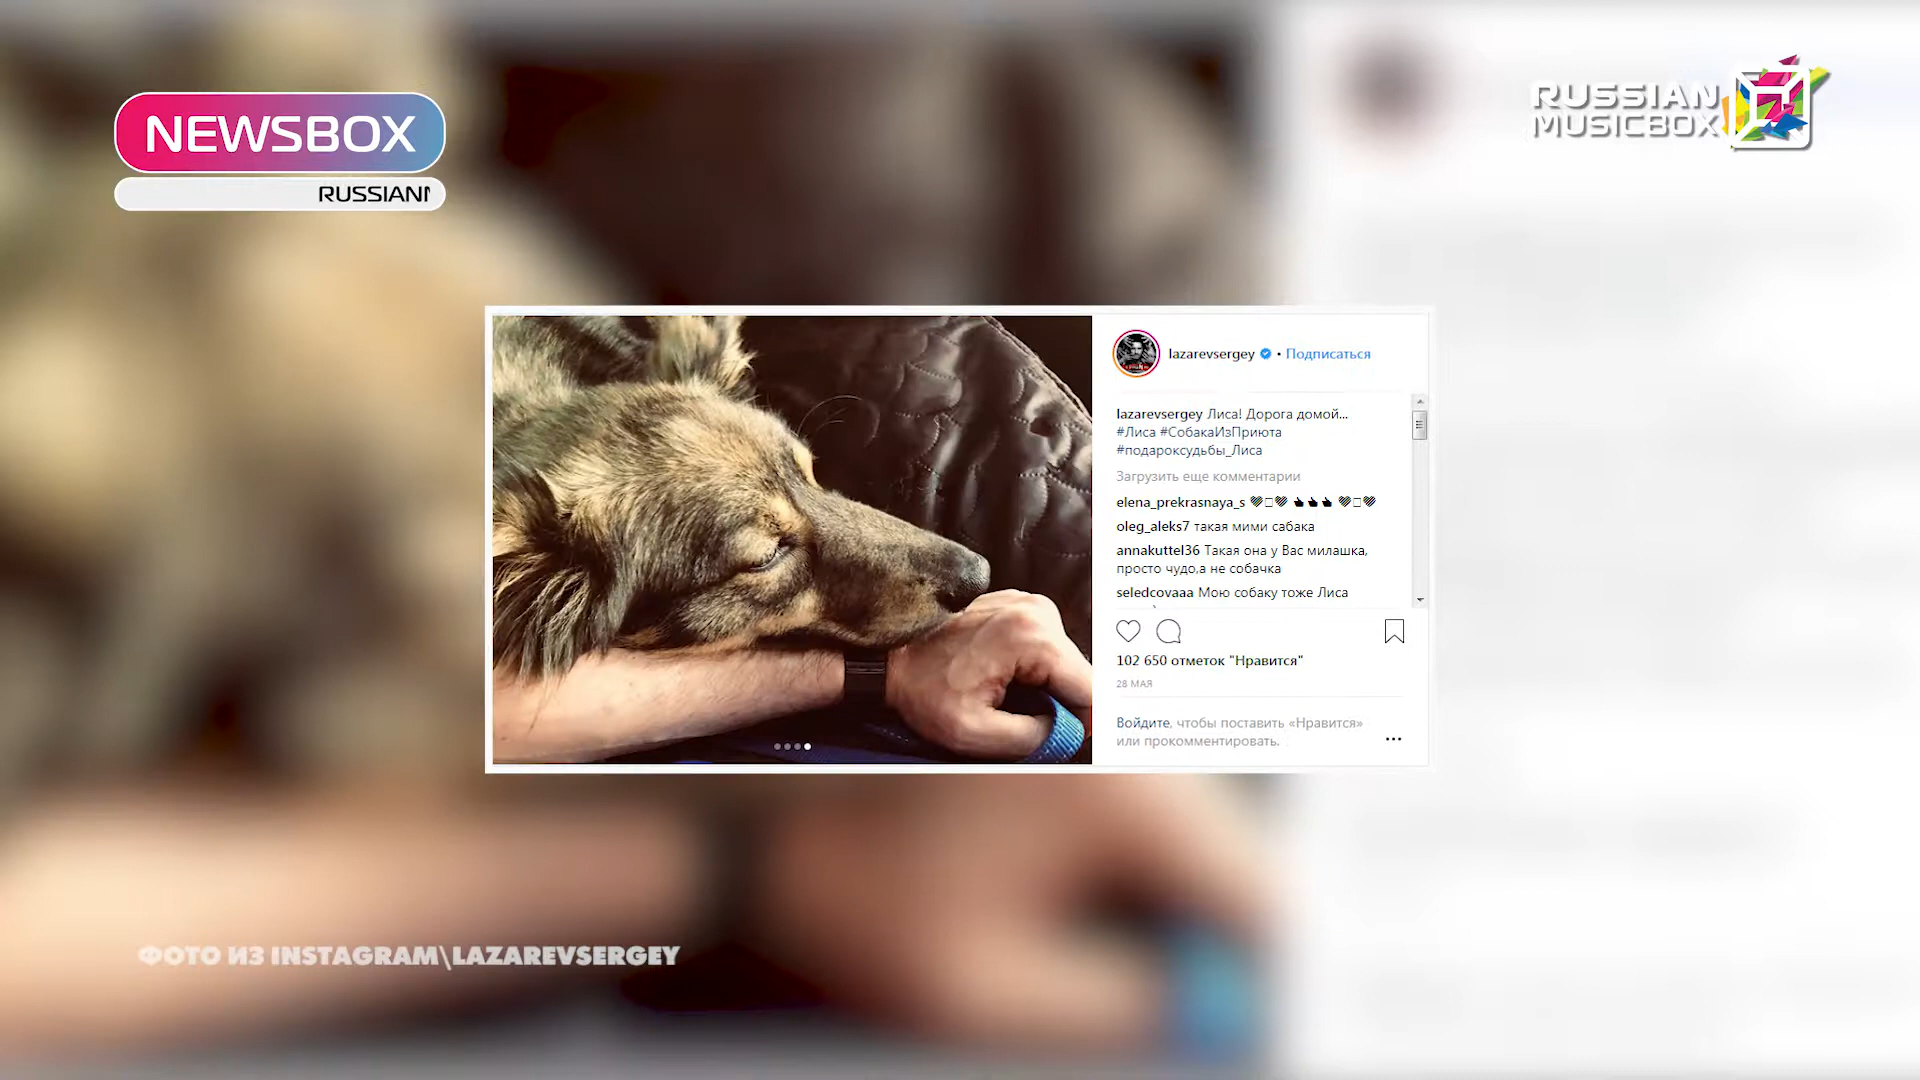 NEWSBOX
RUSSIAN
RUSSIAN
MUSICBOX
lazarevsergey • Подписаться
lazarevsergey Лиса! Дорога домой...
#Лиса #СобакаИзПриюта
#подароксудьбы_Лиса
Загрузить еще комментарии
elena_prekrasnaya_s
oleg_aleks7 такая мими сабака
annakuttel36 Такая она у Вас милашка,
просто чудо,а не собачка
seledcovaaa Мою собаку тоже Лиса
102 650 отметок "Нравится"
28 МАЯ
Войдите, чтобы поставить «Нравится»
или прокомментировать.
ФОТО ИЗ INSTAGRAM\LAZAREVSERGEY